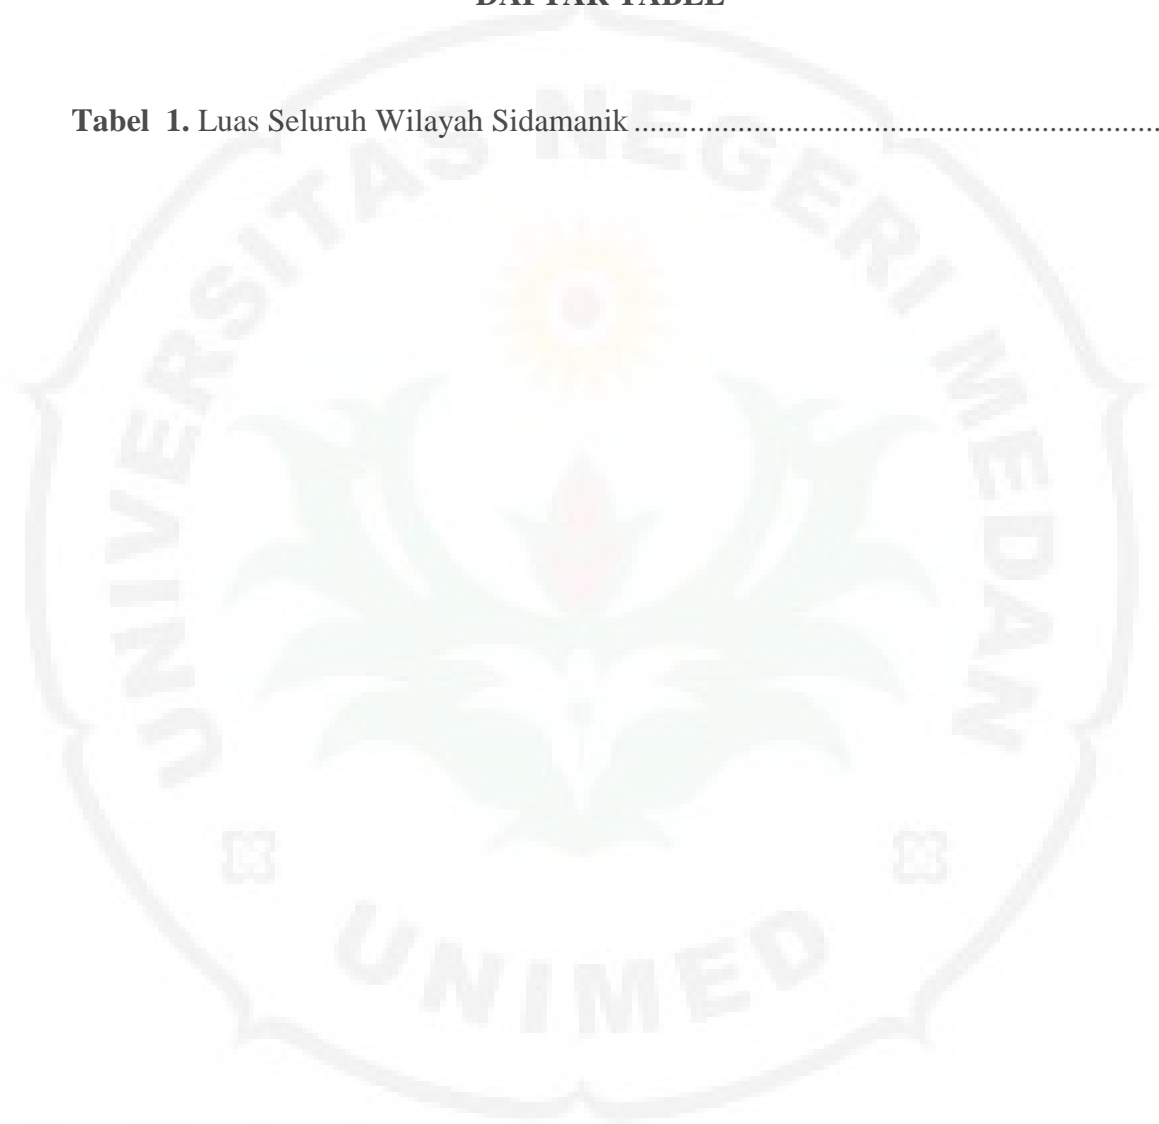 DAFTAR TABEL
Tabel 1. Luas Seluruh Wilayah Sidamanik ..................................................................
UNIVERSITAS NEGERI MEDAN
UNIMED